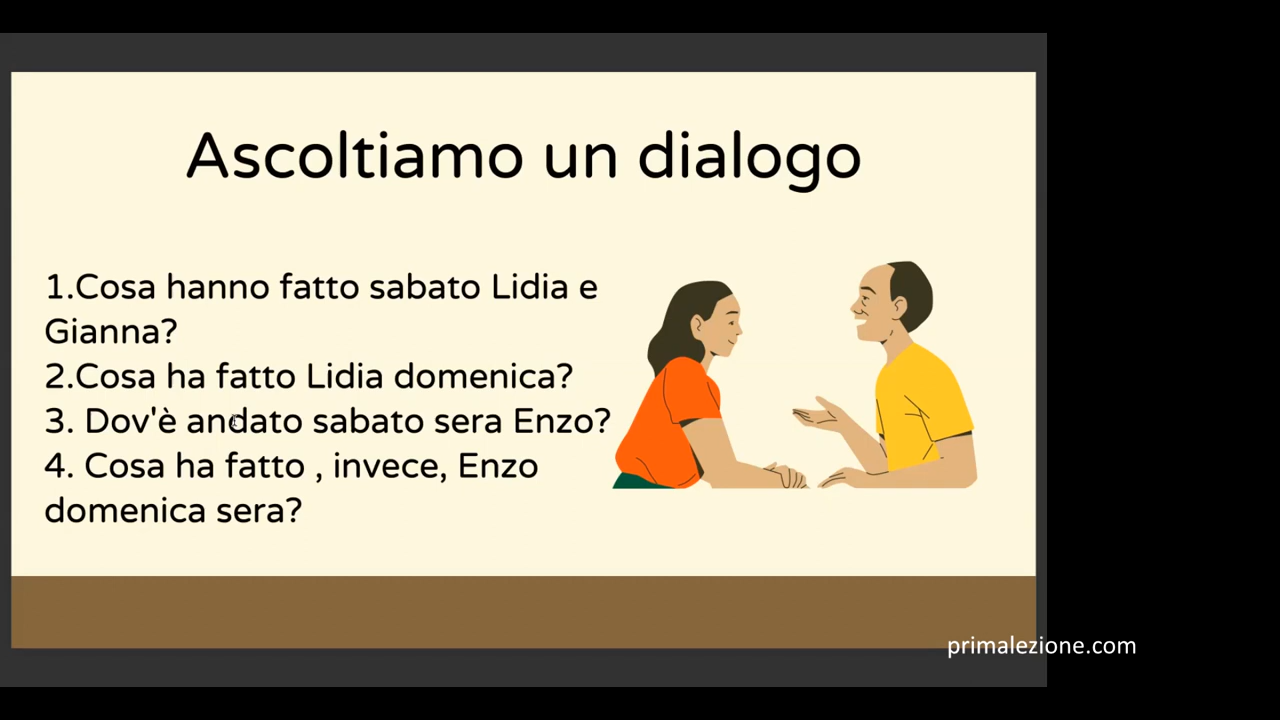 Ascoltiamo un dialogo
1.Cosa hanno fatto sabato Lidia e
Gianna?
2.Cosa ha fatto Lidia domenica?
3. Dov'è andato sabato sera Enzo?
4. Cosa ha fatto , invece, Enzo
domenica sera?
primalezione.com